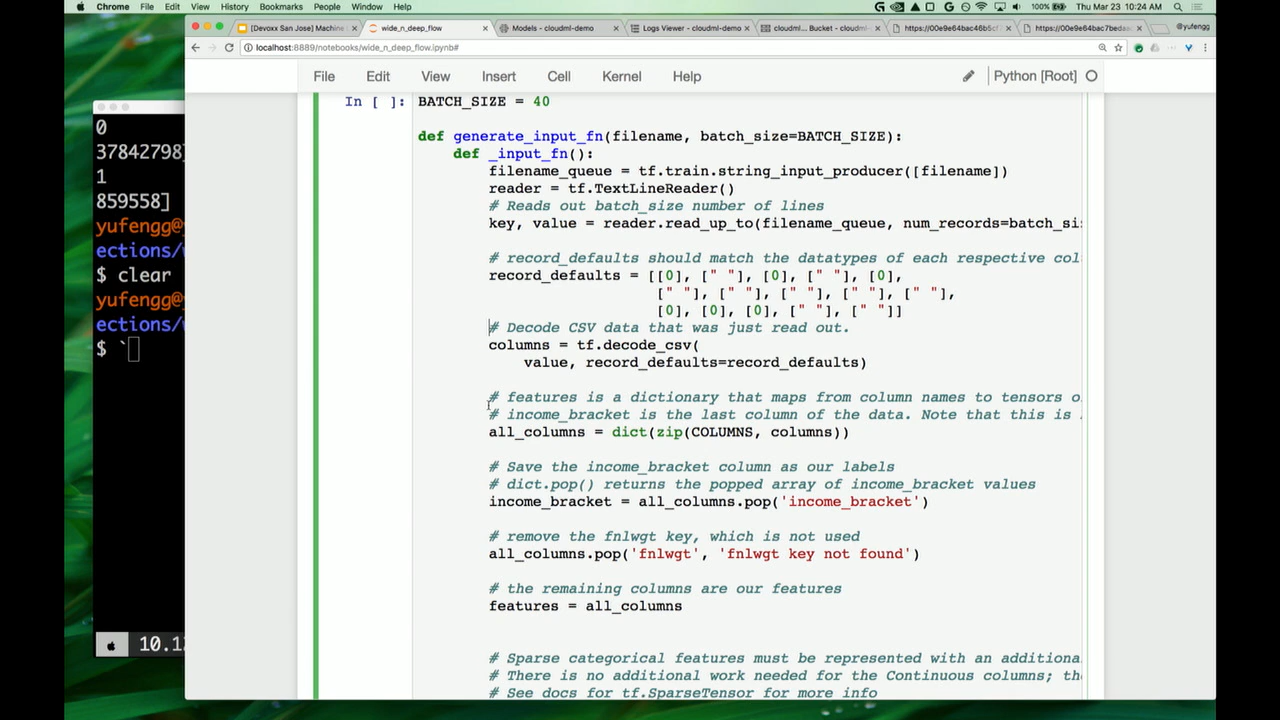 Chrome File Edit View History Bookmarks People Window Help 100% Thu Mar 23 10:24 AM
[Devoxx San Jose] Machine wide_n_deep_flow Models - cloudml-demo Logs Viewer - cloudml-demo cloudml... Bucket - cloudml- https://00e9e64bac46b5cf7 https://00e9e64bac7bedaa @yufengg
localhost:8889/notebooks/wide_n_deep_flow.ipynb#
File Edit View Insert Cell Kernel Help Python [Root]
0
37842798]
1
859558]
yufengg@
ections/
$ clear
yufengg@
ections/
$ `
10.1
In [ ]: BATCH_SIZE = 40
def generate_input_fn(filename, batch_size=BATCH_SIZE):
def _input_fn():
filename_queue = tf.train.string_input_producer([filename])
reader = tf.TextLineReader()
# Reads out batch_size number of lines
key, value = reader.read_up_to(filename_queue, num_records=batch_si
# record_defaults should match the datatypes of each respective col
record_defaults = [[0], [" "], [0], [" "], [0],
[" "], [" "], [" "], [" "], [" "],
[0], [0], [0], [" "], [" "]]
# Decode CSV data that was just read out.
columns = tf.decode_csv(
value, record_defaults=record_defaults)
# features is a dictionary that maps from column names to tensors o
# income_bracket is the last column of the data. Note that this is
all_columns = dict(zip(COLUMNS, columns))
# Save the income_bracket column as our labels
# dict.pop() returns the popped array of income_bracket values
income_bracket = all_columns.pop('income_bracket')
# remove the fnlwgt key, which is not used
all_columns.pop('fnlwgt', 'fnlwgt key not found')
# the remaining columns are our features
features = all_columns
# Sparse categorical features must be represented with an additiona
# There is no additional work needed for the Continuous columns; the
# See docs for tf.SparseTensor for more info